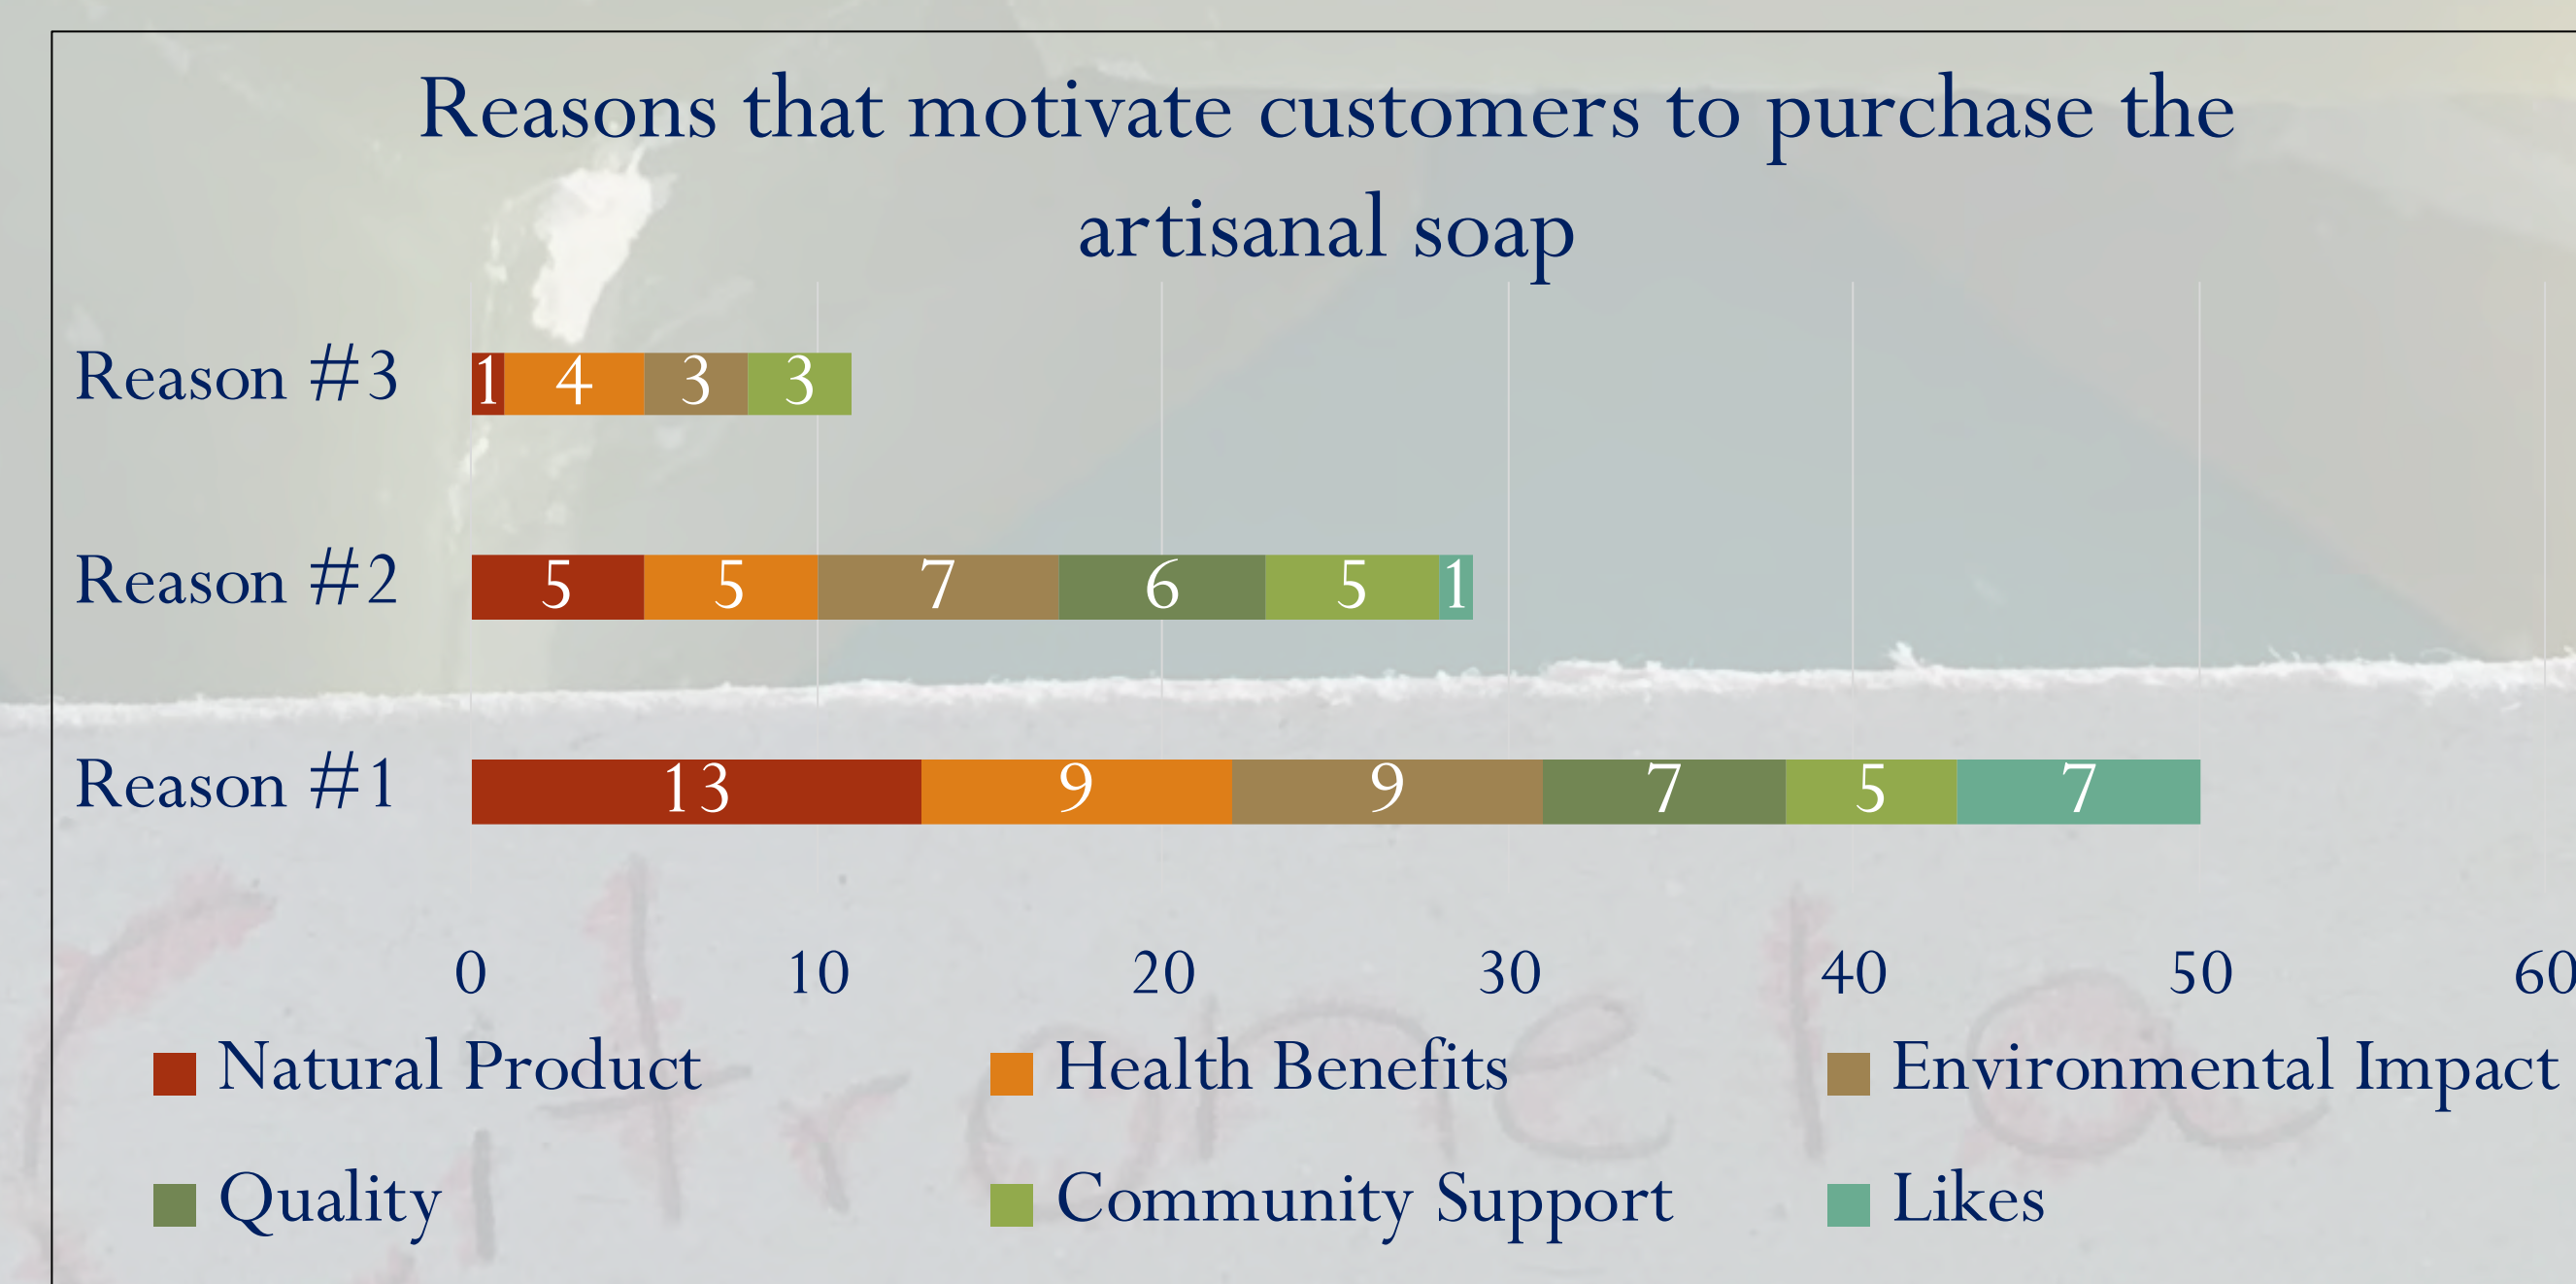 Reasons that motivate customers to purchase the
artisanal soap
Reason #3 1 4 3 3
Reason #2 5 5 7 6 5 1
Reason #1 13 9 9 7 5 7
0 10 20 30 40 50 60
Natural Product Health Benefits Environmental Impact
Quality Community Support Likes